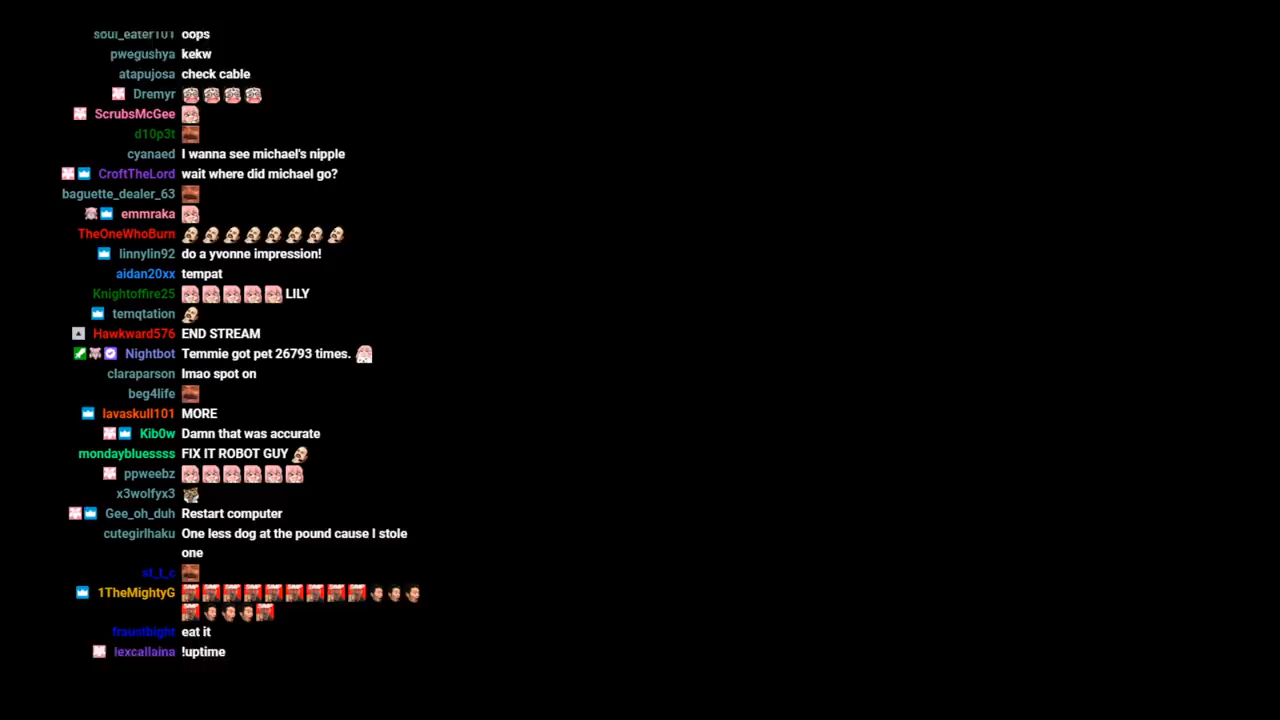 soul_eater101 oops
pwegushya kekw
atapujosa check cable
Dremyr
ScrubsMcGee
d10p3t
cyanaed I wanna see michael's nipple
CroftTheLord wait where did michael go?
baguette_dealer_63
emmraka
TheOneWhoBurn
linnylin92 do a yvonne impression!
aidan20xx tempat
Knightoffire25 LILY
temqtation
Hawkward576 END STREAM
Nightbot Temmie got pet 26793 times.
claraparson lmao spot on
beg4life
lavaskull101 MORE
Kib0w Damn that was accurate
mondaybluessss FIX IT ROBOT GUY
ppweebz
x3wolfyx3
Gee_oh_duh Restart computer
cutegirlhaku One less dog at the pound cause I stole
one
1TheMightyG
eat it
lexcallaina !uptime